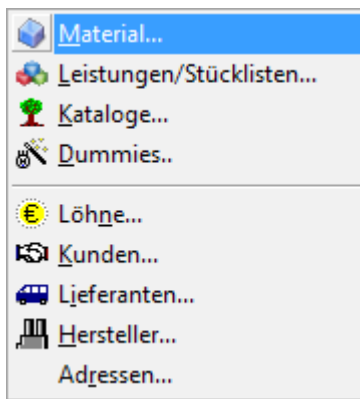 Material...
Leistungen/Stücklisten...
Kataloge...
Dummies..
Löhne...
Kunden...
Lieferanten...
Hersteller...
Adressen...